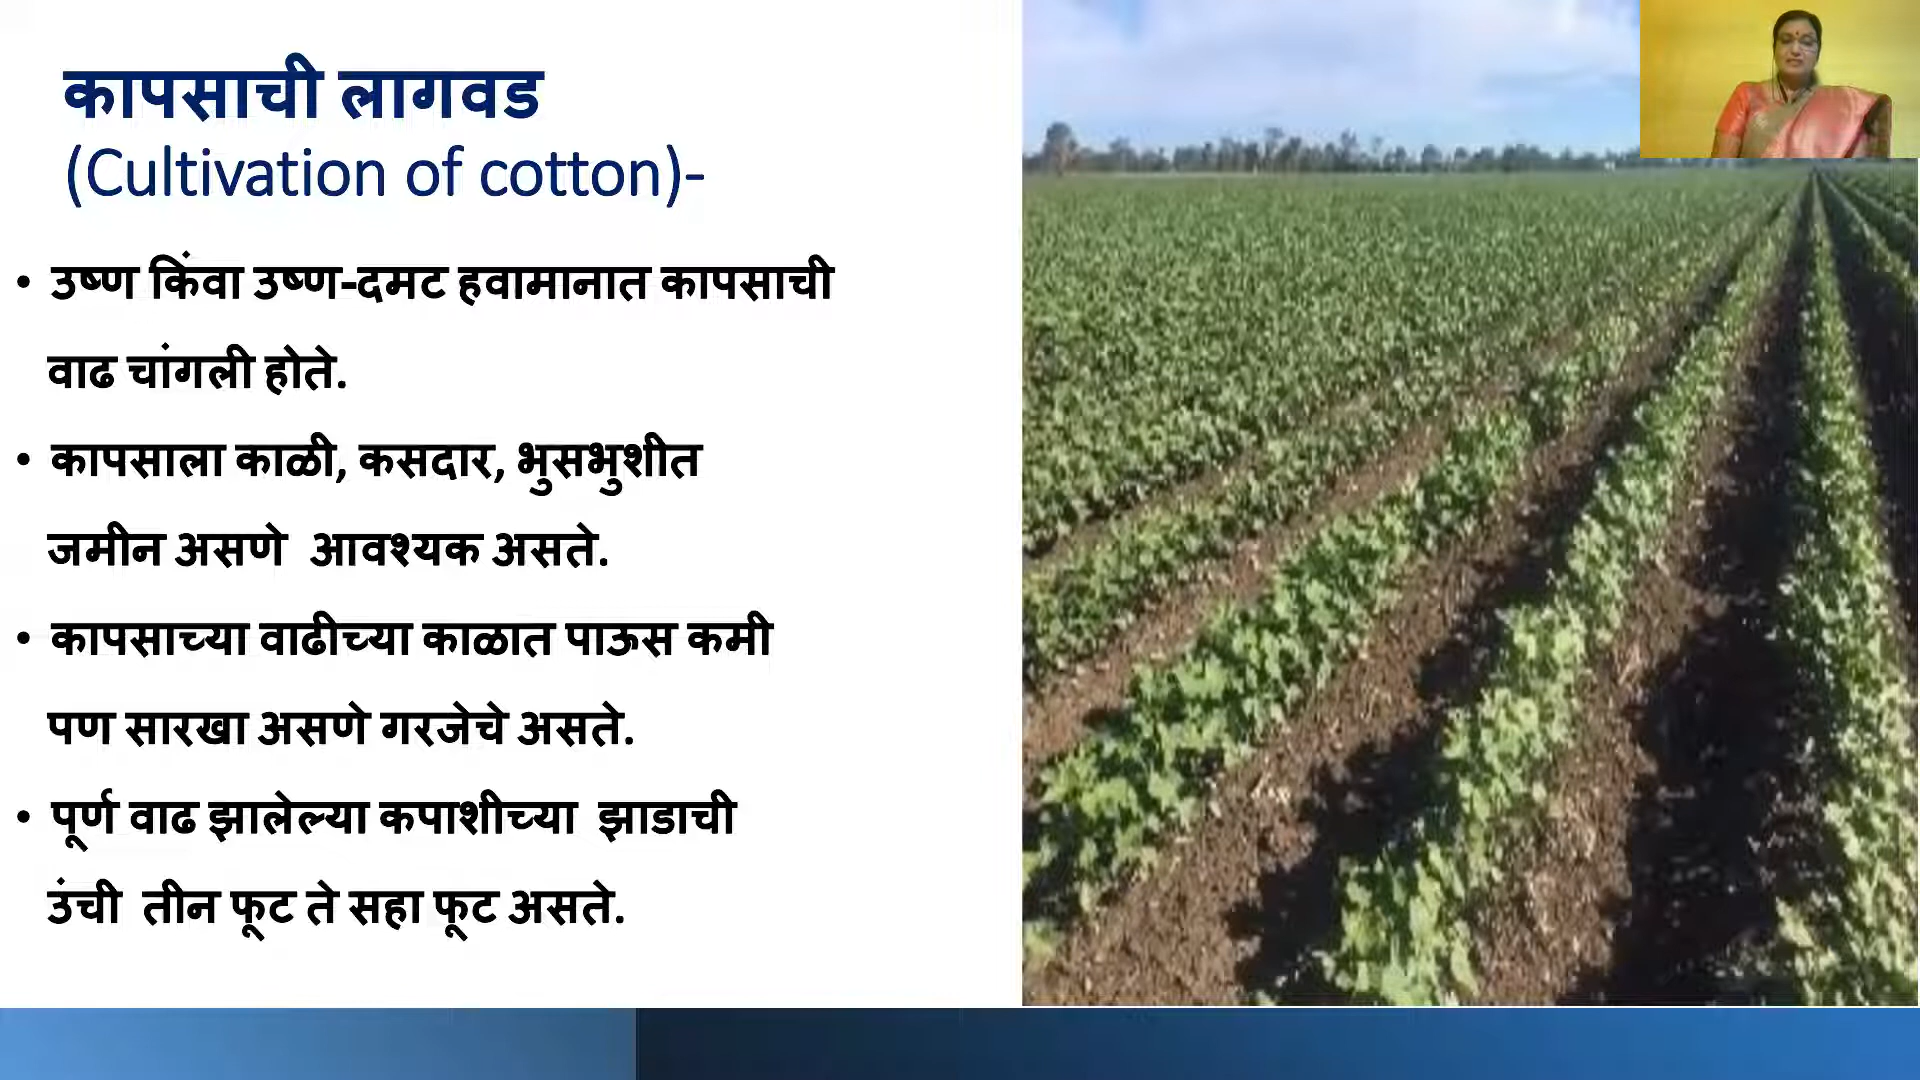 कापसाची लागवड
(Cultivation of cotton)-
• उष्ण किंवा उष्ण-दमट हवामानात कापसाची
वाढ चांगली होते.
• कापसाला काळी, कसदार, भुसभुशीत
जमीन असणे आवश्यक असते.
• कापसाच्या वाढीच्या काळात पाऊस कमी
पण सारखा असणे गरजेचे असते.
• पूर्ण वाढ झालेल्या कपाशीच्या झाडाची
उंची तीन फूट ते सहा फूट असते.